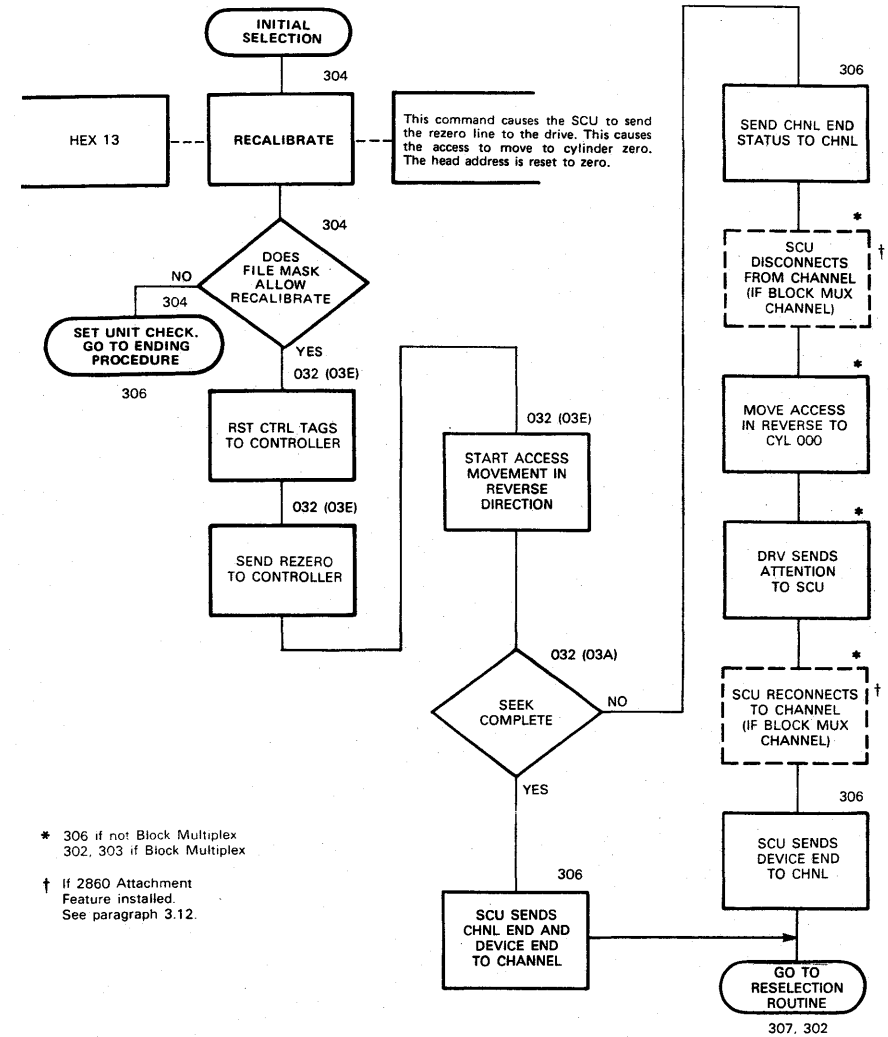 INITIAL
SELECTION
304
HEX 13
RECALIBRATE
This command causes the SCU to send
the rezero line to the drive. This causes
the access to move to cylinder zero.
The head address is reset to zero.
304
DOES
FILE MASK
ALLOW
RECALIBRATE
NO
304
SET UNIT CHECK.
GO TO ENDING
PROCEDURE
306
YES
032 (03E)
RST CTRL TAGS
TO CONTROLLER
032 (03E)
SEND REZERO
TO CONTROLLER
032 (03E)
START ACCESS
MOVEMENT IN
REVERSE
DIRECTION
032 (03A)
SEEK
COMPLETE
NO
YES
306
SCU SENDS
CHNL END AND
DEVICE END
TO CHANNEL
306
SEND CHNL END
STATUS TO CHNL
*
SCU
DISCONNECTS
FROM CHANNEL
(IF BLOCK MUX
CHANNEL)
†
*
MOVE ACCESS
IN REVERSE TO
CYL 000
*
DRV SENDS
ATTENTION
TO SCU
*
SCU RECONNECTS
TO CHANNEL
(IF BLOCK MUX
CHANNEL)
†
306
SCU SENDS
DEVICE END
TO CHNL
GO TO
RESELECTION
ROUTINE
307, 302
* 306 if not Block Multiplex
302, 303 if Block Multiplex
† If 2860 Attachment
Feature installed.
See paragraph 3.12.